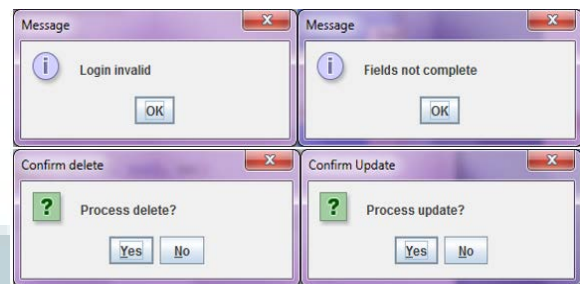 Message
Login invalid
OK
Message
Fields not complete
OK
Confirm delete
Process delete?
Yes No
Confirm Update
Process update?
Yes No